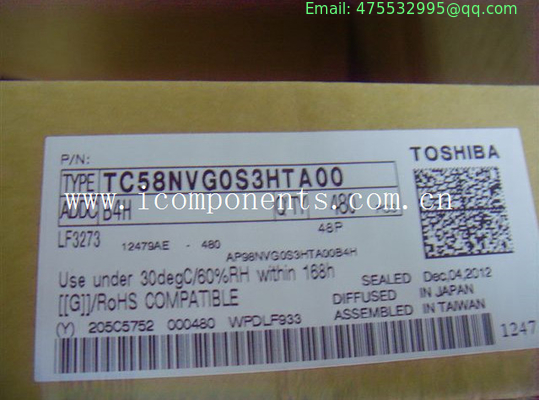 Email: 475532995@qq.com
P/N:
TOSHIBA
TYPE TC58NVG0S3HTA00
ADDC B4H Q'TY 480
48P
www.icomponents.com
LF3273 12479AE - 480
AP98NVG0S3HTA00B4H
Use under 30degC/60%RH within 168h
SEALED Dec,04,2012
[[G]]/RoHS COMPATIBLE
DIFFUSED IN JAPAN
ASSEMBLED IN TAIWAN
(Y) 205C5752 000480 WPDLF933
1247